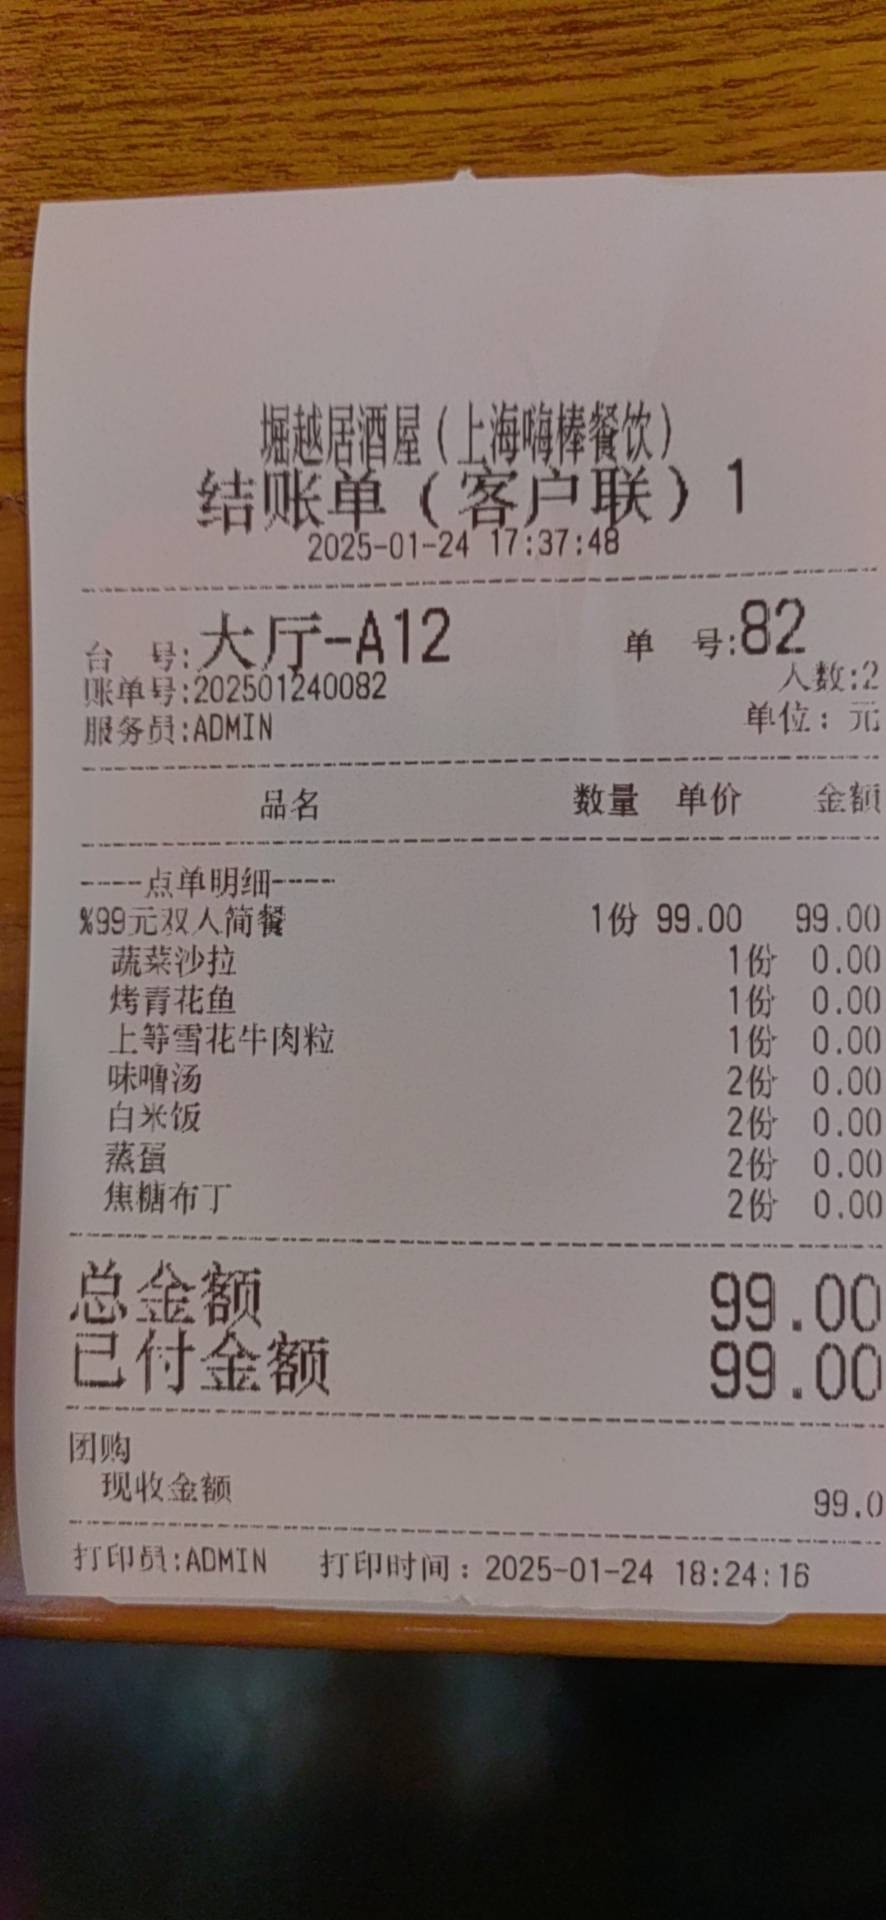 堀越居酒屋(上海嗨棒餐饮)
结账单(客户联)1
2025-01-24 17:37:48
台 号:大厅-A12 单 号:82
人数:2
账单号:202501240082
服务员:ADMIN 单位:元
品名 数量 单价 金额
----点单明细----
%99元双人简餐 1份 99.00 99.00
蔬菜沙拉 1份 0.00
烤青花鱼 1份 0.00
上等雪花牛肉粒 1份 0.00
味噜汤 2份 0.00
白米饭 2份 0.00
蒸蛋 2份 0.00
焦糖布丁 2份 0.00
总金额 99.00
已付金额 99.00
团购
现收金额 99.0
打印员:ADMIN 打印时间:2025-01-24 18:24:16